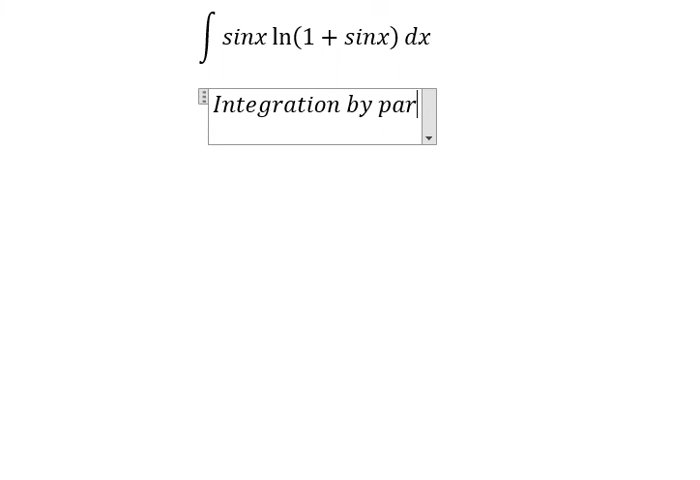 ∫ sinx ln(1 + sinx) dx
Integration by par